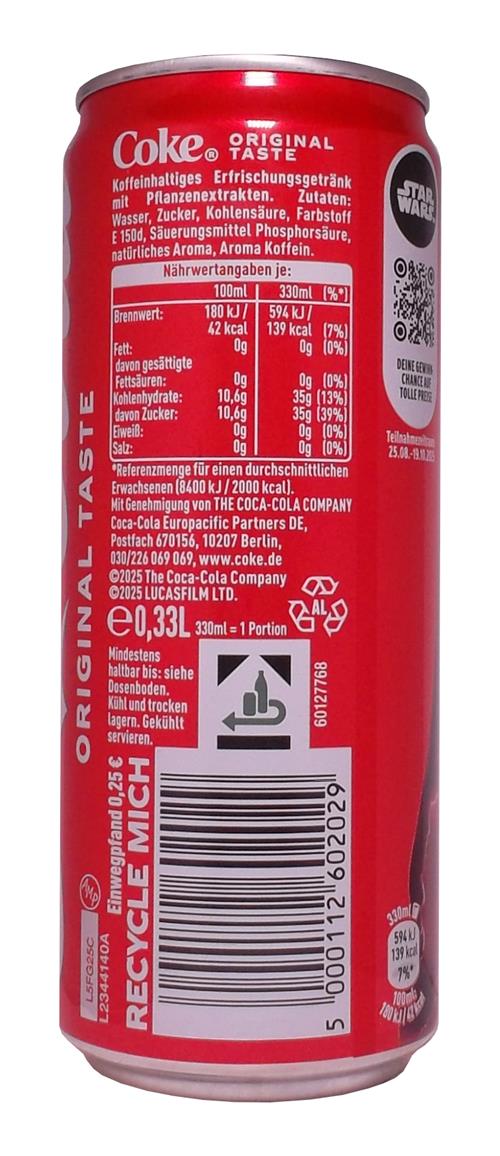 Coke® ORIGINAL TASTE
Koffeinhaltiges Erfrischungsgetränk
mit Pflanzenextrakten. Zutaten:
Wasser, Zucker, Kohlensäure, Farbstoff
E 150d, Säuerungsmittel Phosphorsäure,
natürliches Aroma, Aroma Koffein.
Nährwertangaben je:
100ml 330ml (%*)
Brennwert: 180 kJ / 594 kJ /
42 kcal 139 kcal (7%)
Fett: 0g 0g (0%)
davon gesättigte
Fettsäuren: 0g 0g (0%)
Kohlenhydrate: 10,6g 35g (13%)
davon Zucker: 10,6g 35g (39%)
Eiweiß: 0g 0g (0%)
Salz: 0g 0g (0%)
*Referenzmenge für einen durchschnittlichen
Erwachsenen (8400 kJ / 2000 kcal).
Mit Genehmigung von THE COCA-COLA COMPANY
Coca-Cola Europacific Partners DE,
Postfach 670156, 10207 Berlin,
030/226 069 069, www.coke.de
©2025 The Coca-Cola Company
©2025 LUCASFILM LTD.
e0,33L 330ml = 1 Portion
AL
Mindestens
haltbar bis: siehe
Dosenboden.
Kühl und trocken
lagern. Gekühlt
servieren.
60127768
Einwegpfand 0,25 €
RECYCLE MICH
5 000112 602029
AMP
L5FG25C
L2344140A
ORIGINAL TASTE
STAR
WARS
DEINE GEWINN
CHANCE AUF
TOLLE PREISE
25.08.-19.10.
330ml
594 kJ
139 kcal
7%*
100ml:
180 kJ / 42 kcal